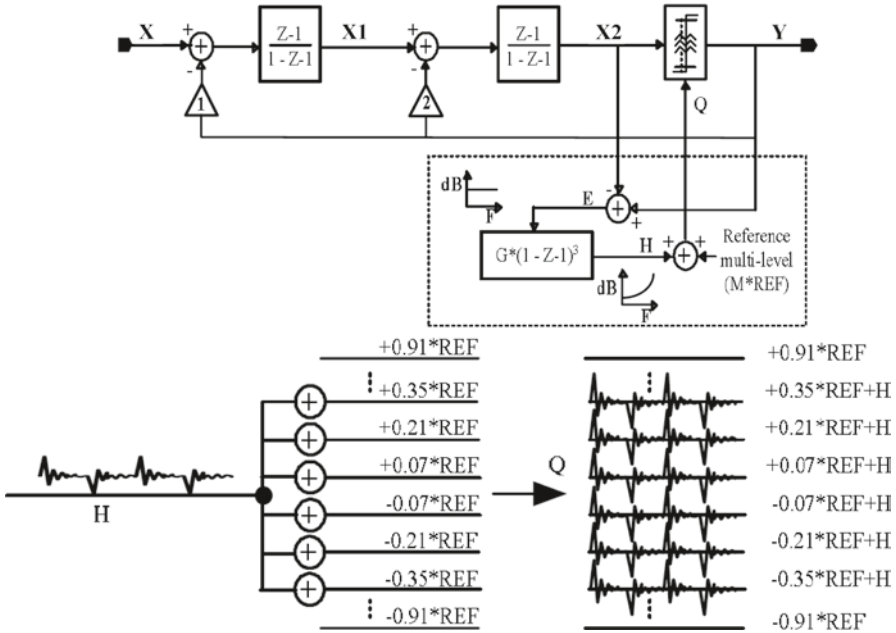 X
+
-
Z-1
1 - Z-1
X1
+
-
Z-1
1 - Z-1
X2
Y
1
2
Q
dB
F
E
-
+
G*(1 - Z-1)3
H
+
+
Reference
multi-level
(M*REF)
dB
F
+0.91*REF
+0.35*REF
+0.21*REF
+0.07*REF
-0.07*REF
-0.21*REF
-0.35*REF
-0.91*REF
H
Q
+0.91*REF
+0.35*REF+H
+0.21*REF+H
+0.07*REF+H
-0.07*REF+H
-0.21*REF+H
-0.35*REF+H
-0.91*REF